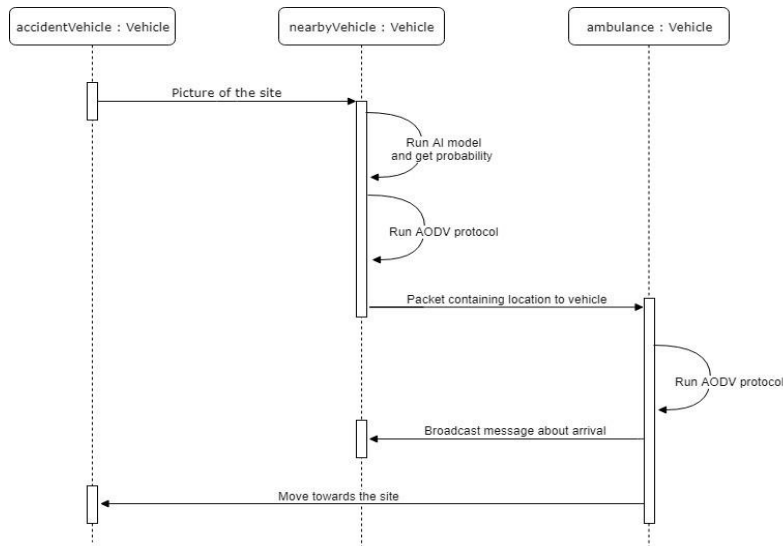 accidentVehicle : Vehicle
nearbyVehicle : Vehicle
ambulance : Vehicle
Picture of the site
Run AI model
and get probability
Run AODV protocol
Packet containing location to vehicle
Run AODV protocol
Broadcast message about arrival
Move towards the site